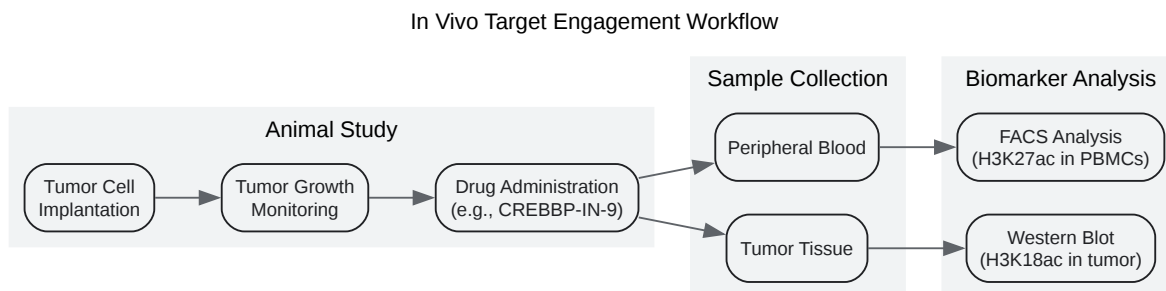 In Vivo Target Engagement Workflow
Animal Study
Tumor Cell
Implantation
Tumor Growth
Monitoring
Drug Administration
(e.g., CREBBP-IN-9)
Sample Collection
Peripheral Blood
Tumor Tissue
Biomarker Analysis
FACS Analysis
(H3K27ac in PBMCs)
Western Blot
(H3K18ac in tumor)